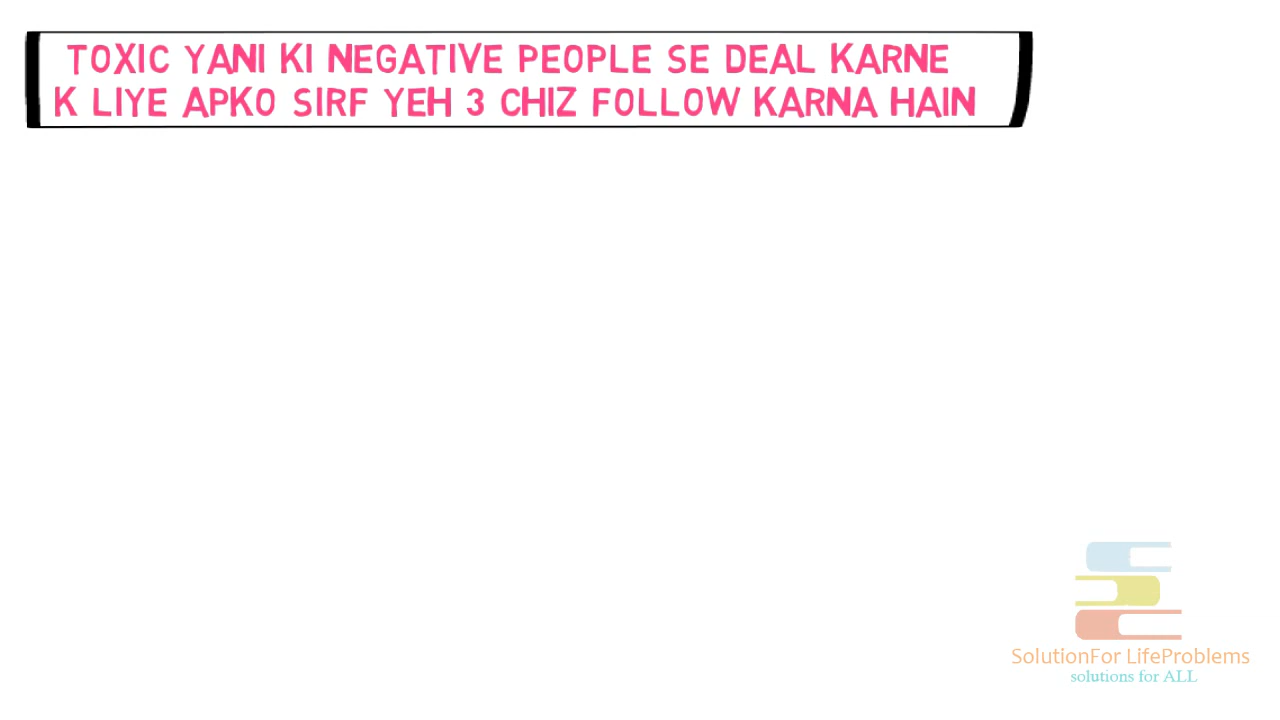 TOXIC YANI KI NEGATIVE PEOPLE SE DEAL KARNE
K LIYE APKO SIRF YEH 3 CHIZ FOLLOW KARNA HAIN
SolutionFor LifeProblems
solutions for ALL